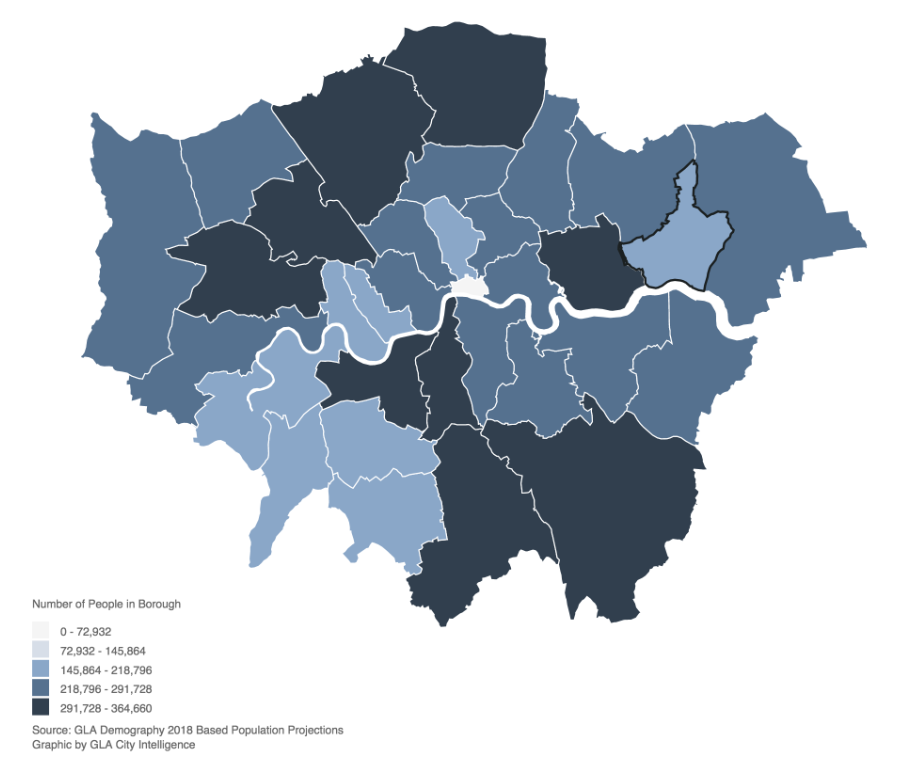 Number of People in Borough
0 - 72,932
72,932 - 145,864
145,864 - 218,796
218,796 - 291,728
291,728 - 364,660
Source: GLA Demography 2018 Based Population Projections
Graphic by GLA City Intelligence